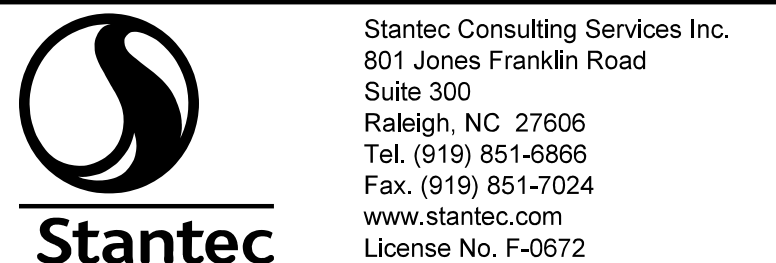 Stantec Consulting Services Inc.
801 Jones Franklin Road
Suite 300
Raleigh, NC 27606
Tel. (919) 851-6866
Fax. (919) 851-7024
www.stantec.com
License No. F-0672
Stantec